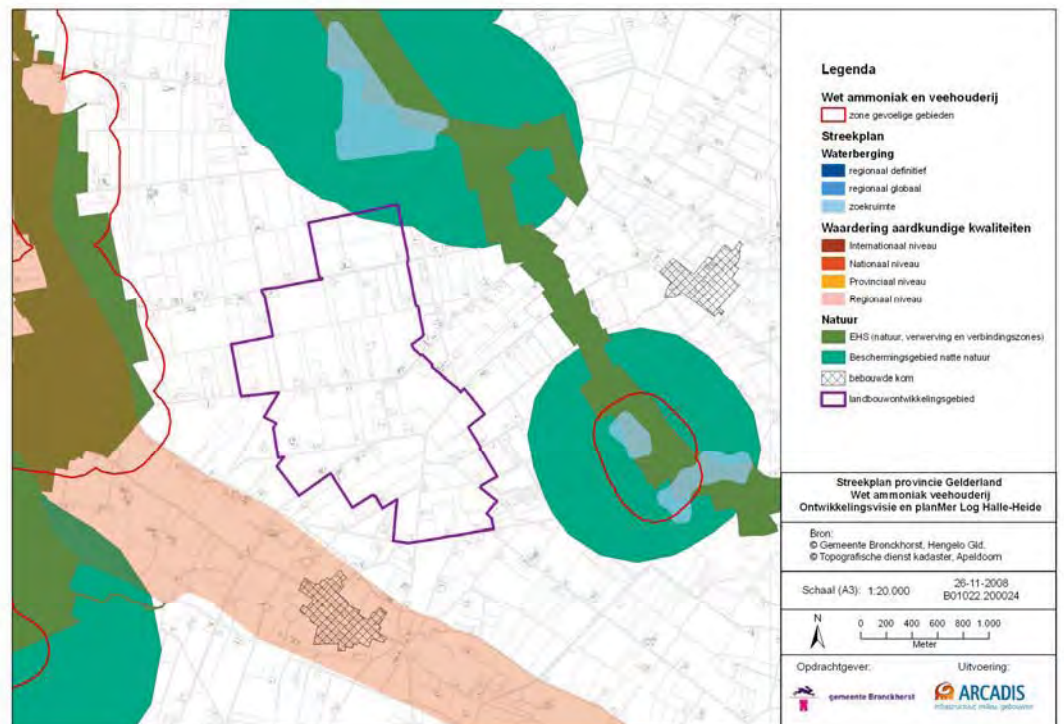 Legenda
Wet ammoniak en veehouderij
zone gevoelige gebieden
Streekplan
Waterberging
regionaal definitief
regionaal globaal
zoekruimte
Waardering aardkundige kwaliteiten
Internationaal niveau
Nationaal niveau
Provinciaal niveau
Regionaal niveau
Natuur
EHS (natuur, verwerving en verbindingszones)
Beschermingsgebied natte natuur
bebouwde kom
landbouwontwikkelingsgebied
Streekplan provincie Gelderland
Wet ammoniak veehouderij
Ontwikkelingsvisie en planMer Log Halle-Heide
Bron:
© Gemeente Bronckhorst, Hengelo Gld.
© Topografische dienst kadaster, Apeldoorn
Schaal (A3): 1:20.000
26-11-2008
B01022.200024
N
0 200 400 600 800 1.000
Meter
Opdrachtgever:
Uitvoering:
gemeente Bronckhorst
ARCADIS
infrastructuur milieu gebouwen